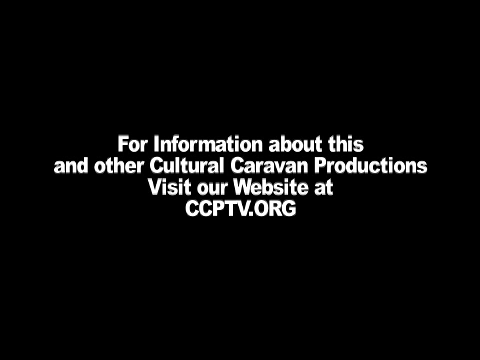 For Information about this
and other Cultural Caravan Productions
Visit our Website at
CCPTV.ORG